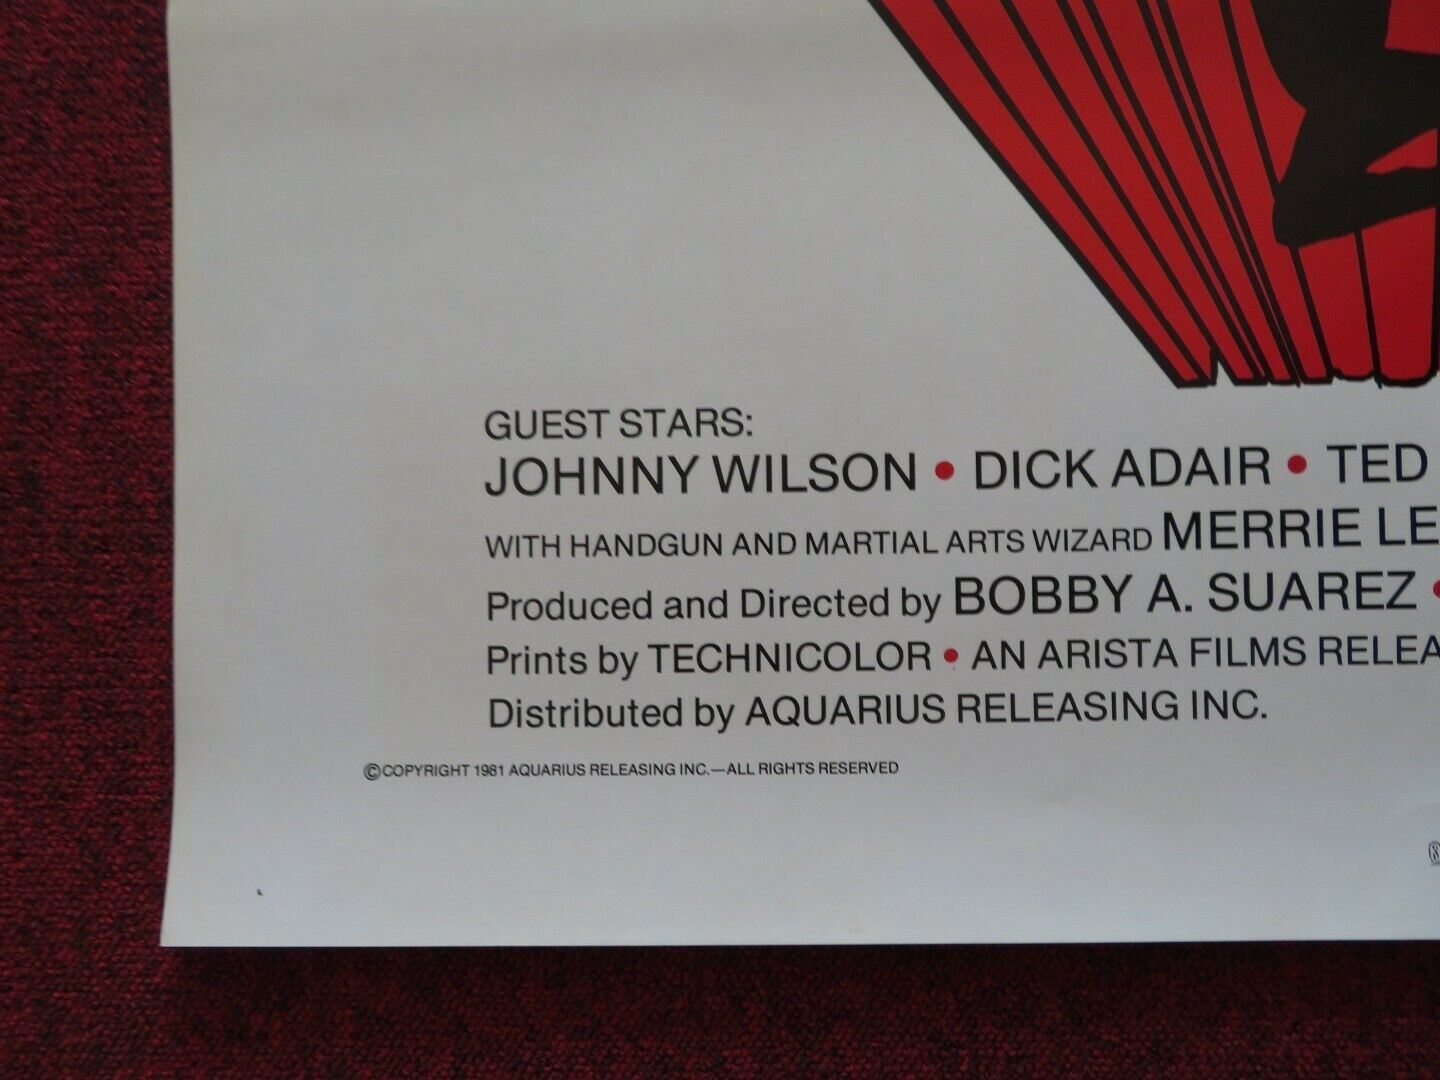 GUEST STARS:
JOHNNY WILSON • DICK ADAIR • TED
WITH HANDGUN AND MARTIAL ARTS WIZARD MERRIE LE
Produced and Directed by BOBBY A. SUAREZ •
Prints by TECHNICOLOR • AN ARISTA FILMS RELEA
Distributed by AQUARIUS RELEASING INC.
©COPYRIGHT 1981 AQUARIUS RELEASING INC.—ALL RIGHTS RESERVED